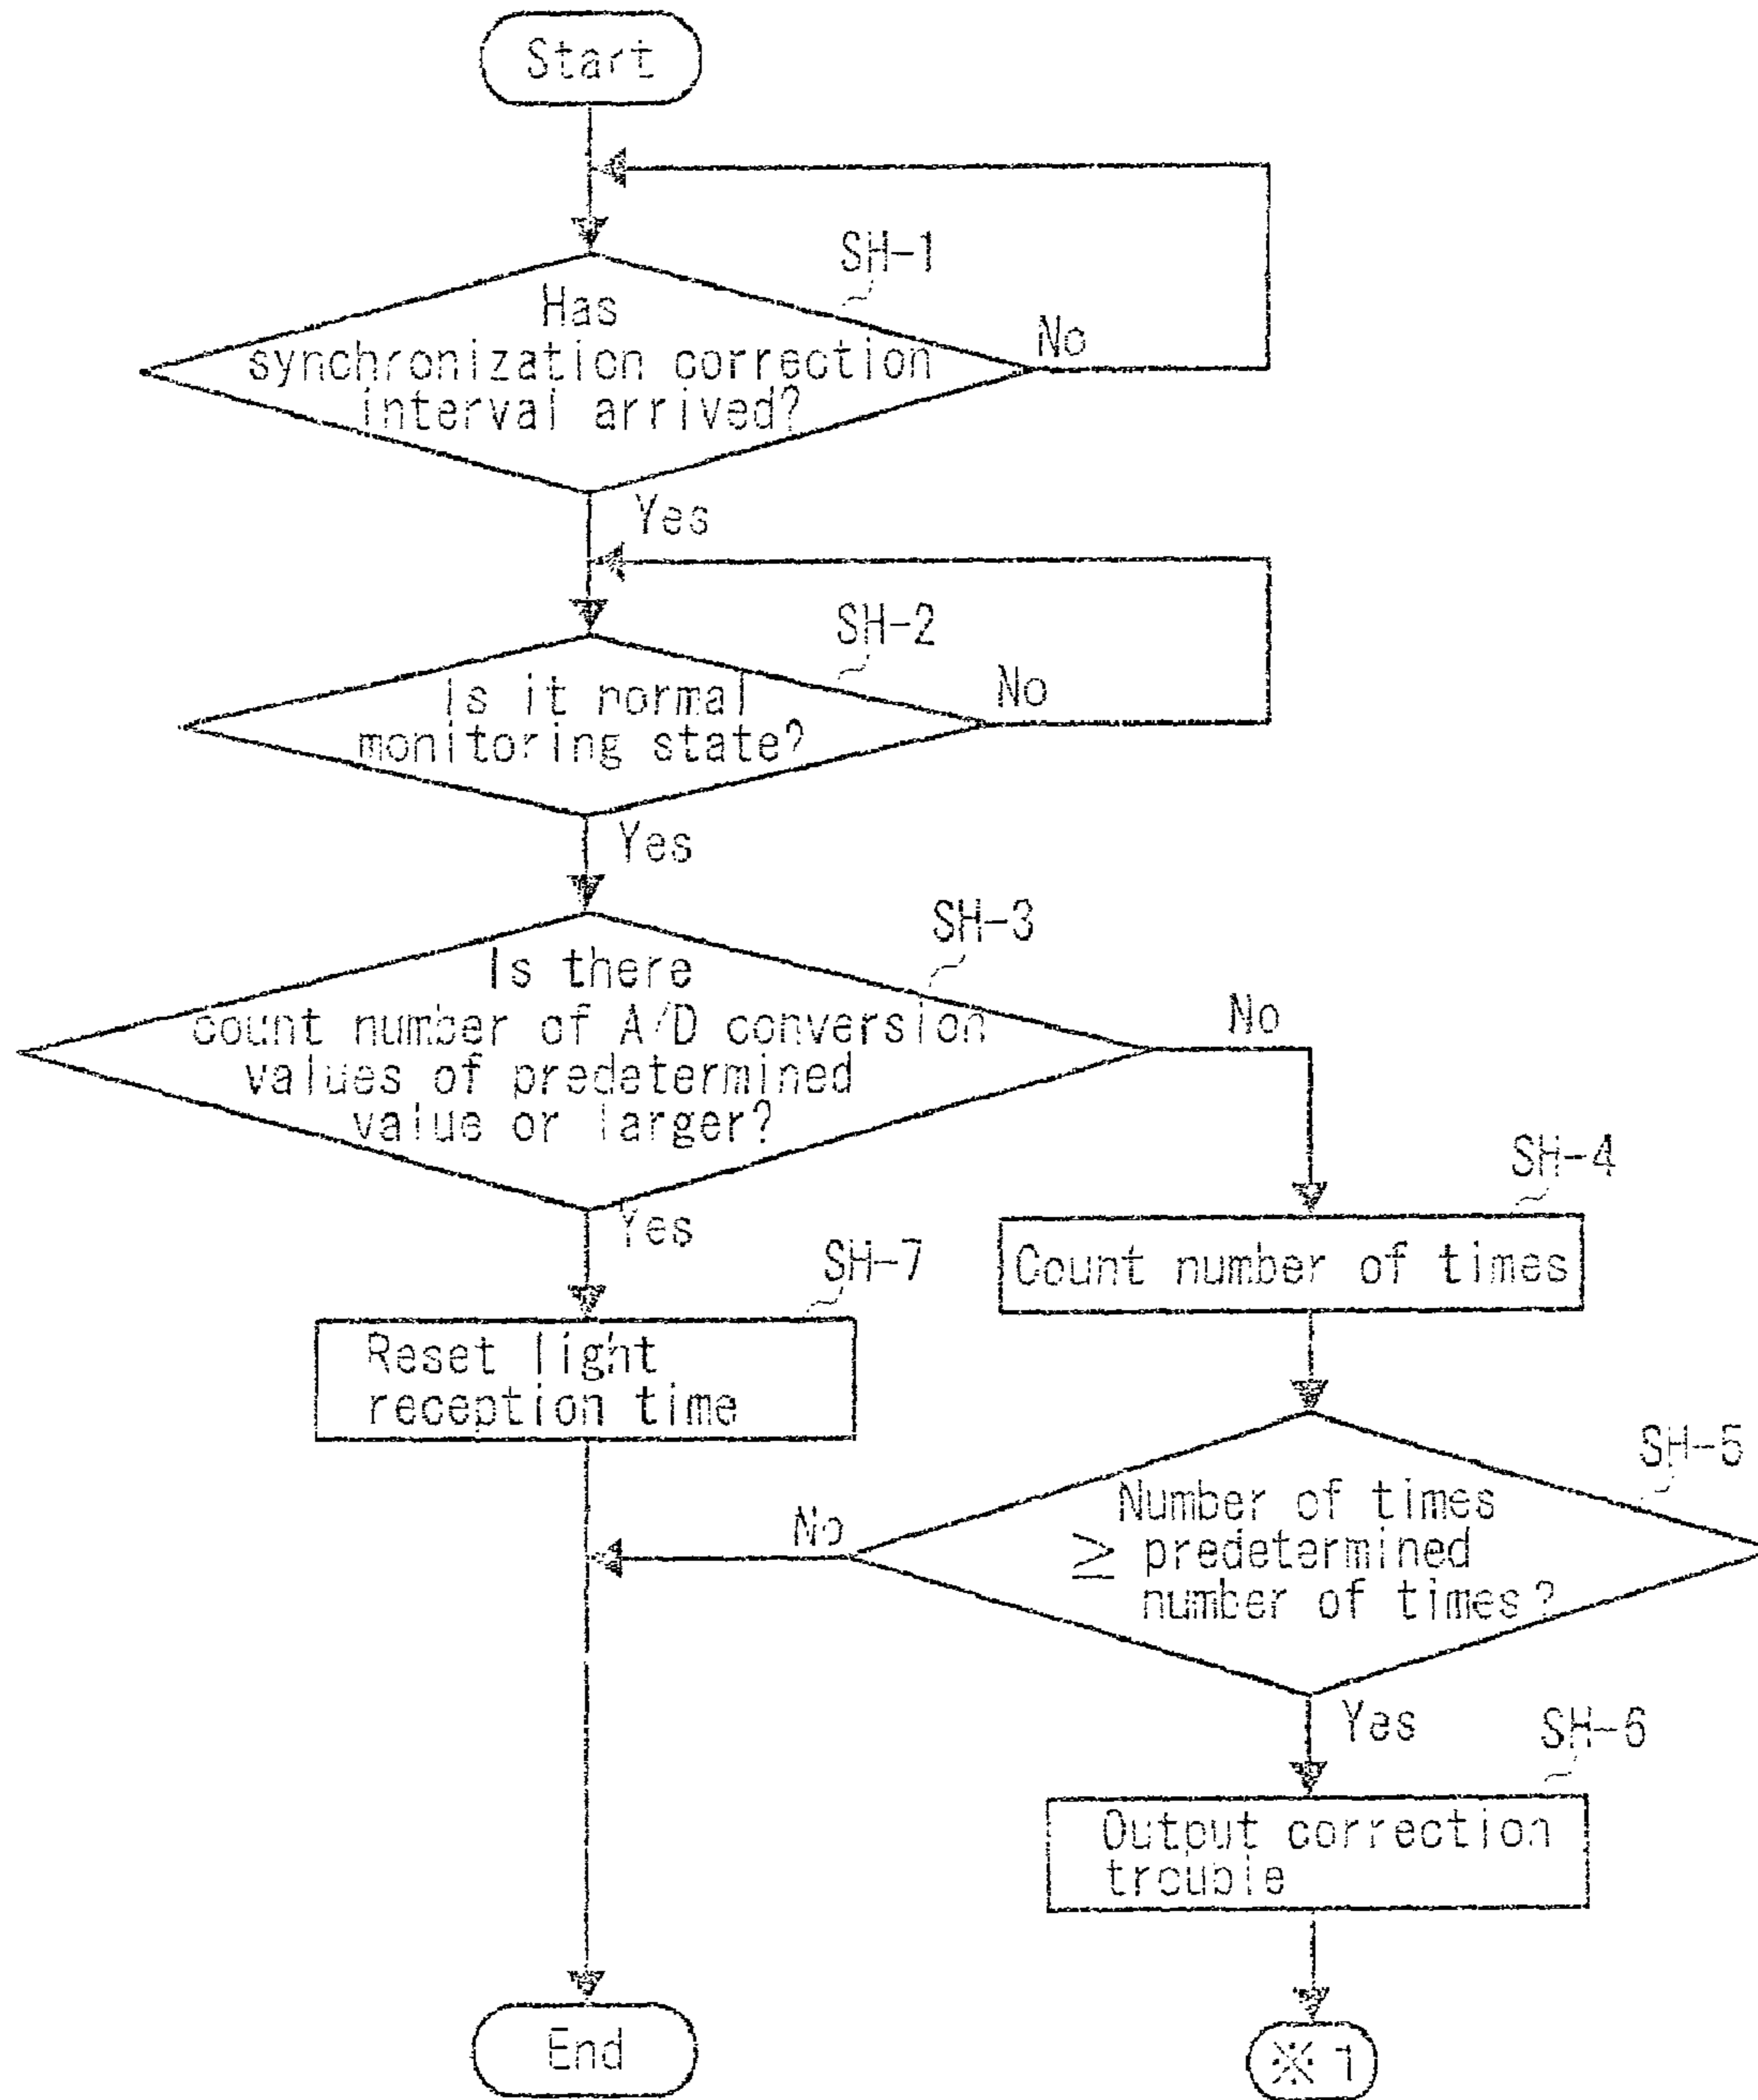 Start
SH-1
Has
synchronization correction
interval arrived?
No
Yes
SH-2
Is it normal
monitoring state?
No
Yes
SH-3
Is there
count number of A/D conversion
values of predetermined
value or larger?
No
Yes
SH-4
Count number of times
SH-7
Reset light
reception time
SH-5
Number of times
≧ predetermined
number of times?
No
Yes
SH-6
Output correction
trouble
End
※1